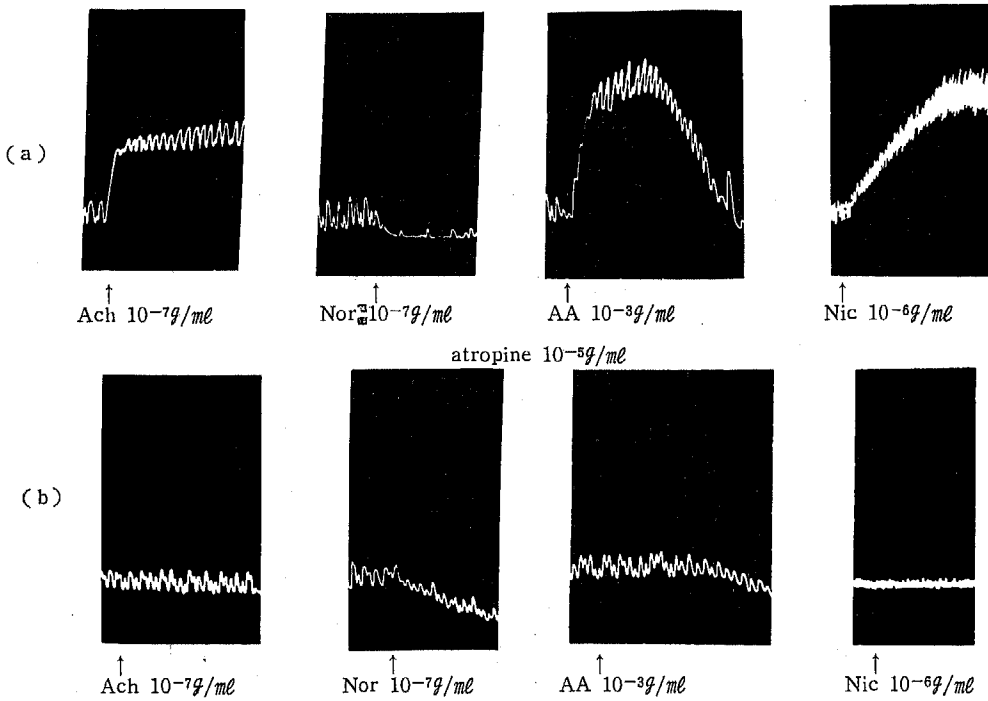 (a)
Ach 10⁻⁷g/ml
Nor 10⁻⁷g/ml
AA 10⁻³g/ml
Nic 10⁻⁶g/ml
atropine 10⁻⁵g/ml
(b)
Ach 10⁻⁷g/ml
Nor 10⁻⁷g/ml
AA 10⁻³g/ml
Nic 10⁻⁶g/ml